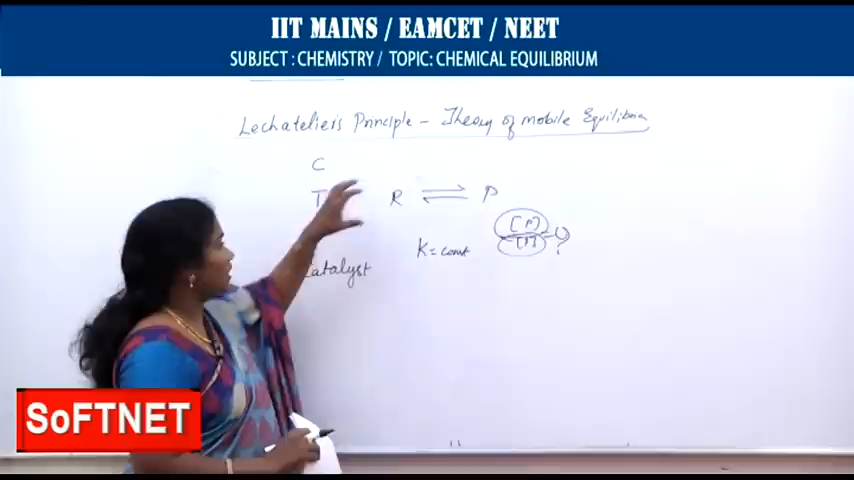 IIT MAINS / EAMCET / NEET
SUBJECT : CHEMISTRY / TOPIC: CHEMICAL EQUILIBRIUM
Lechatelier's Principle - Theory of mobile Equilibria
C
T R ⇌ P
[P]
K = const
?
Catalyst
SoFTNET